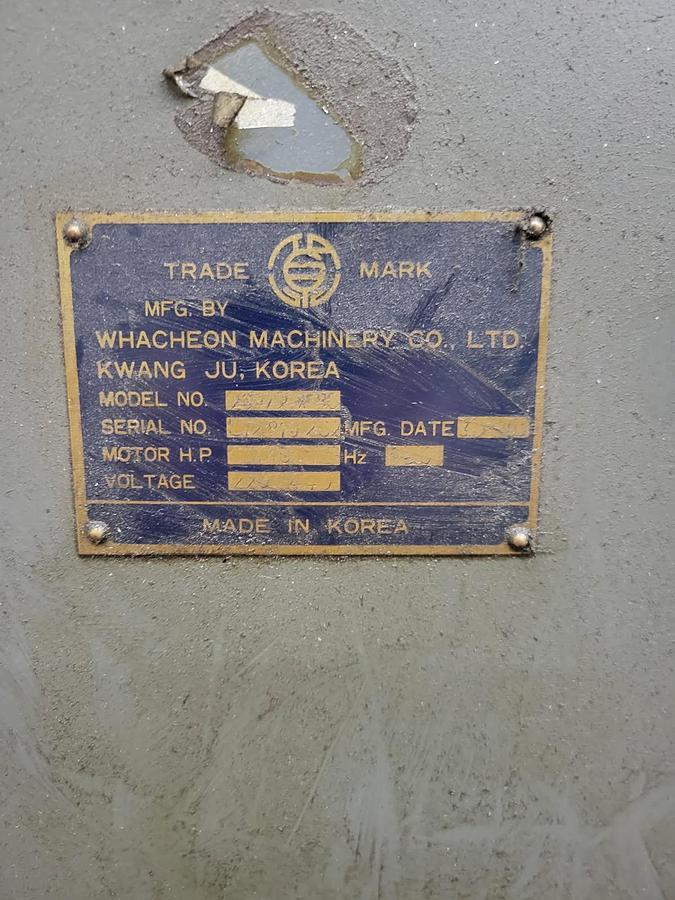 TRADE MARK
MFG. BY
WHACHEON MACHINERY CO., LTD.
KWANG JU, KOREA
MODEL NO.
SERIAL NO. MFG. DATE
MOTOR H.P. Hz
VOLTAGE
MADE IN KOREA